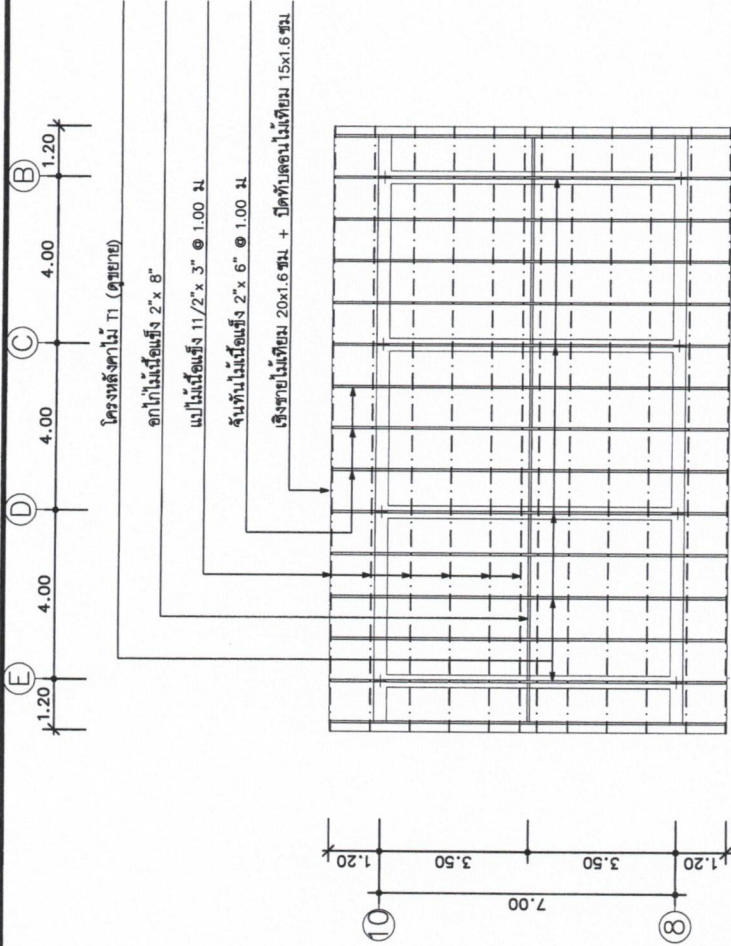 E D C B
1.20 4.00 4.00 4.00 1.20
โครงหลังคาไม้ T1 (ดูขยาย)
อกไก่ไม้เนื้อแข็ง 2"x 8"
แปไม้เนื้อแข็ง 11/2"x 3" @ 1.00 ม
จันทันไม้เนื้อแข็ง 2"x 6" @ 1.00 ม
เชิงชายไม้เทียม 20x1.6ซม + ปิดทับลอนไม้เทียม 15x1.6ซม
1.20
3.50
3.50
1.20
7.00
10
8